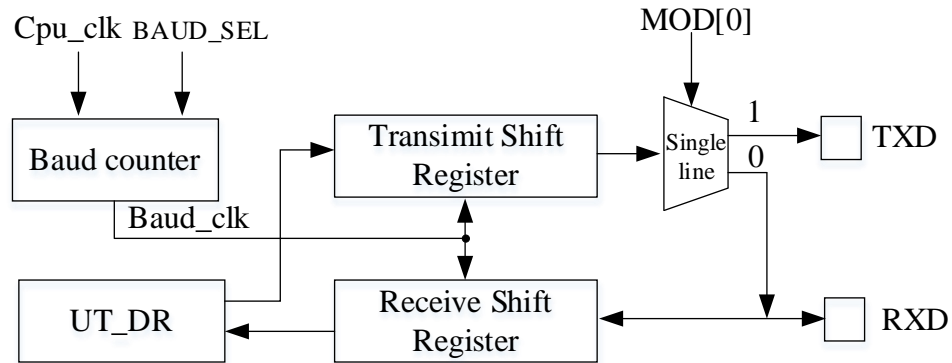 Cpu_clk BAUD_SEL
MOD[0]
Baud counter
Transimit Shift
Register
Single
line
1
0
TXD
Baud_clk
UT_DR
Receive Shift
Register
RXD